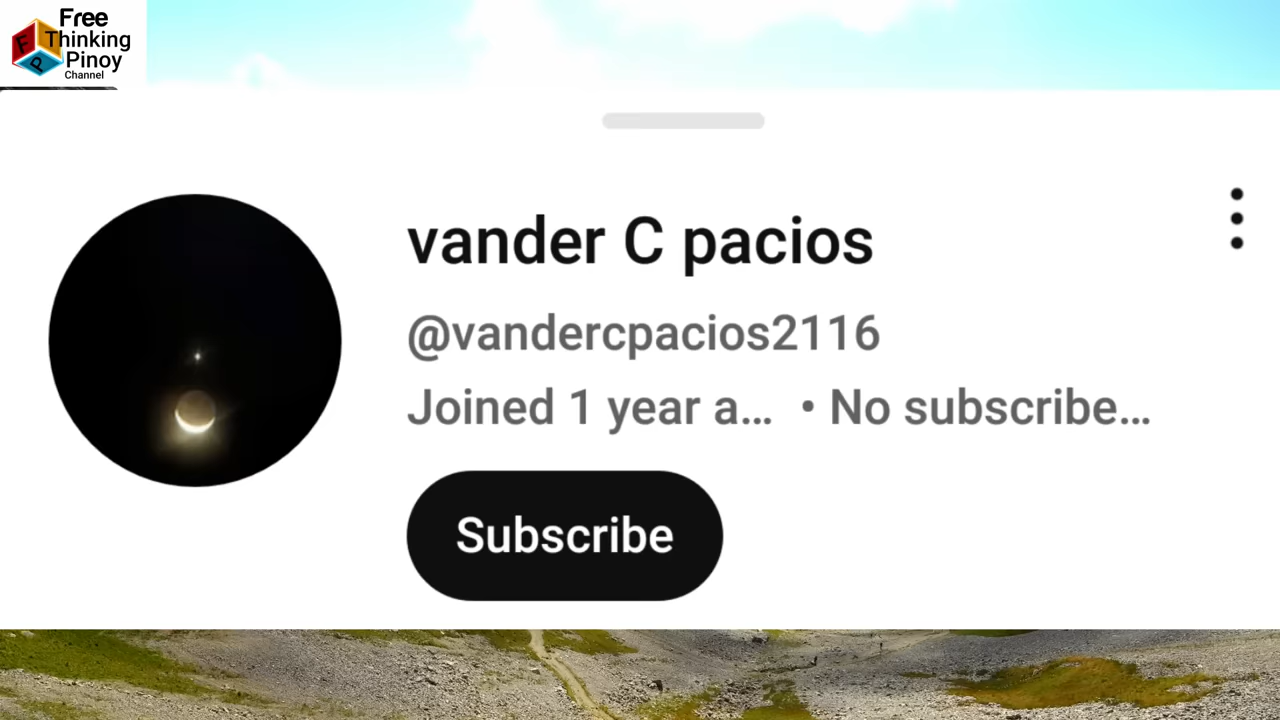 Free
Thinking
Pinoy
Channel
F
P
vander C pacios
@vandercpacios2116
Joined 1 year a... • No subscribe...
Subscribe